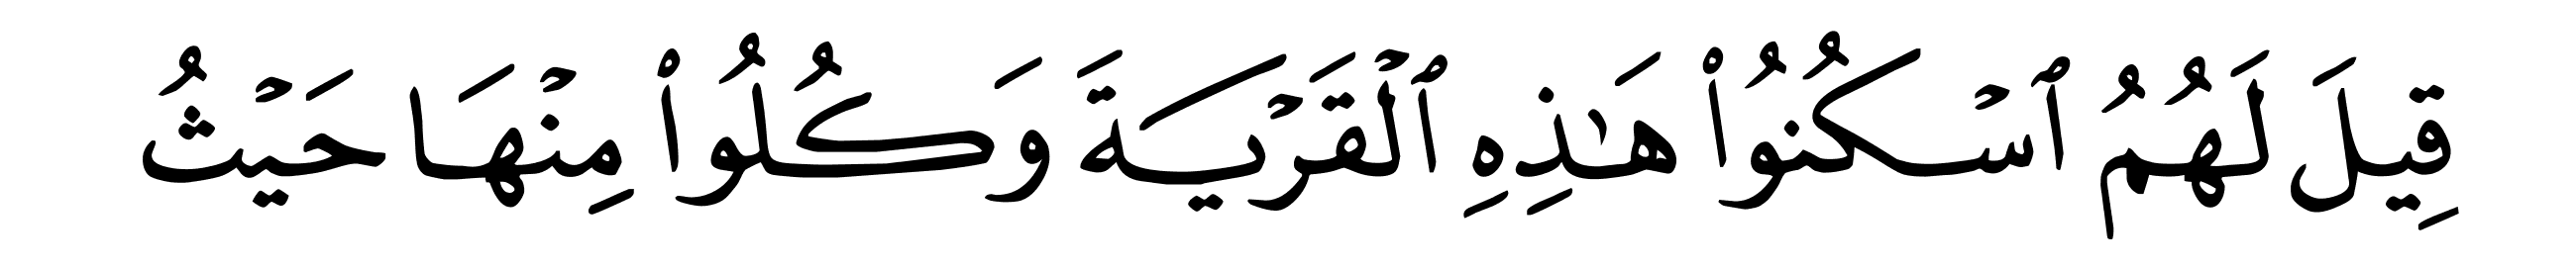 قِيلَ لَهُمُ ٱسْكُنُوا۟ هَـٰذِهِ ٱلْقَرْيَةَ وَكُلُوا۟ مِنْهَا حَيْثُ